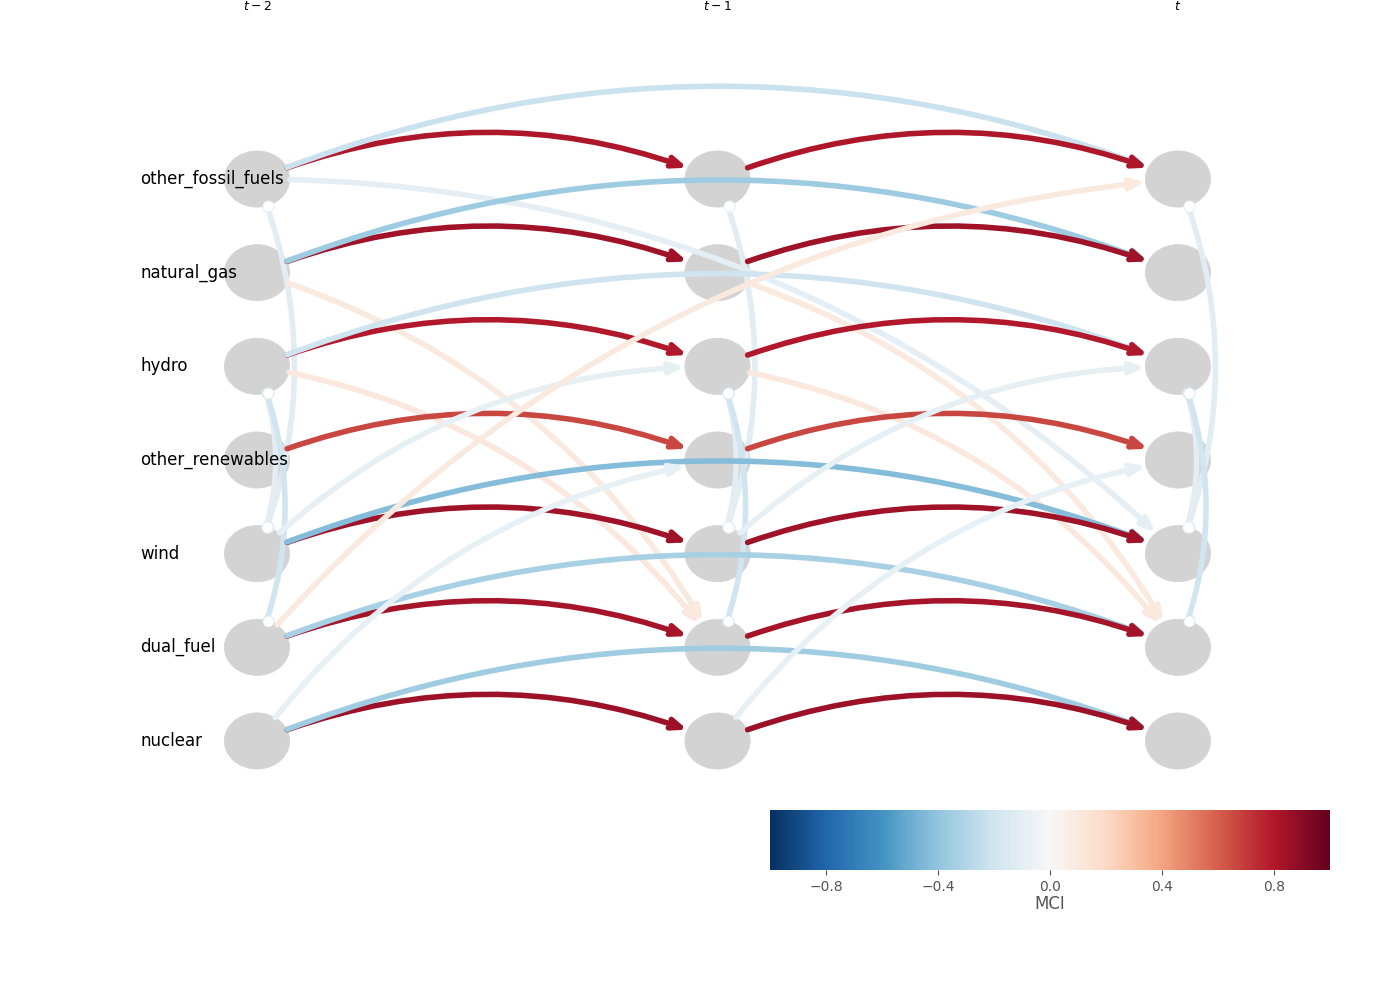 t − 2 t − 1 t
other_fossil_fuels
natural_gas
hydro
other_renewables
wind
dual_fuel
nuclear
−0.8 −0.4 0.0 0.4 0.8
MCI